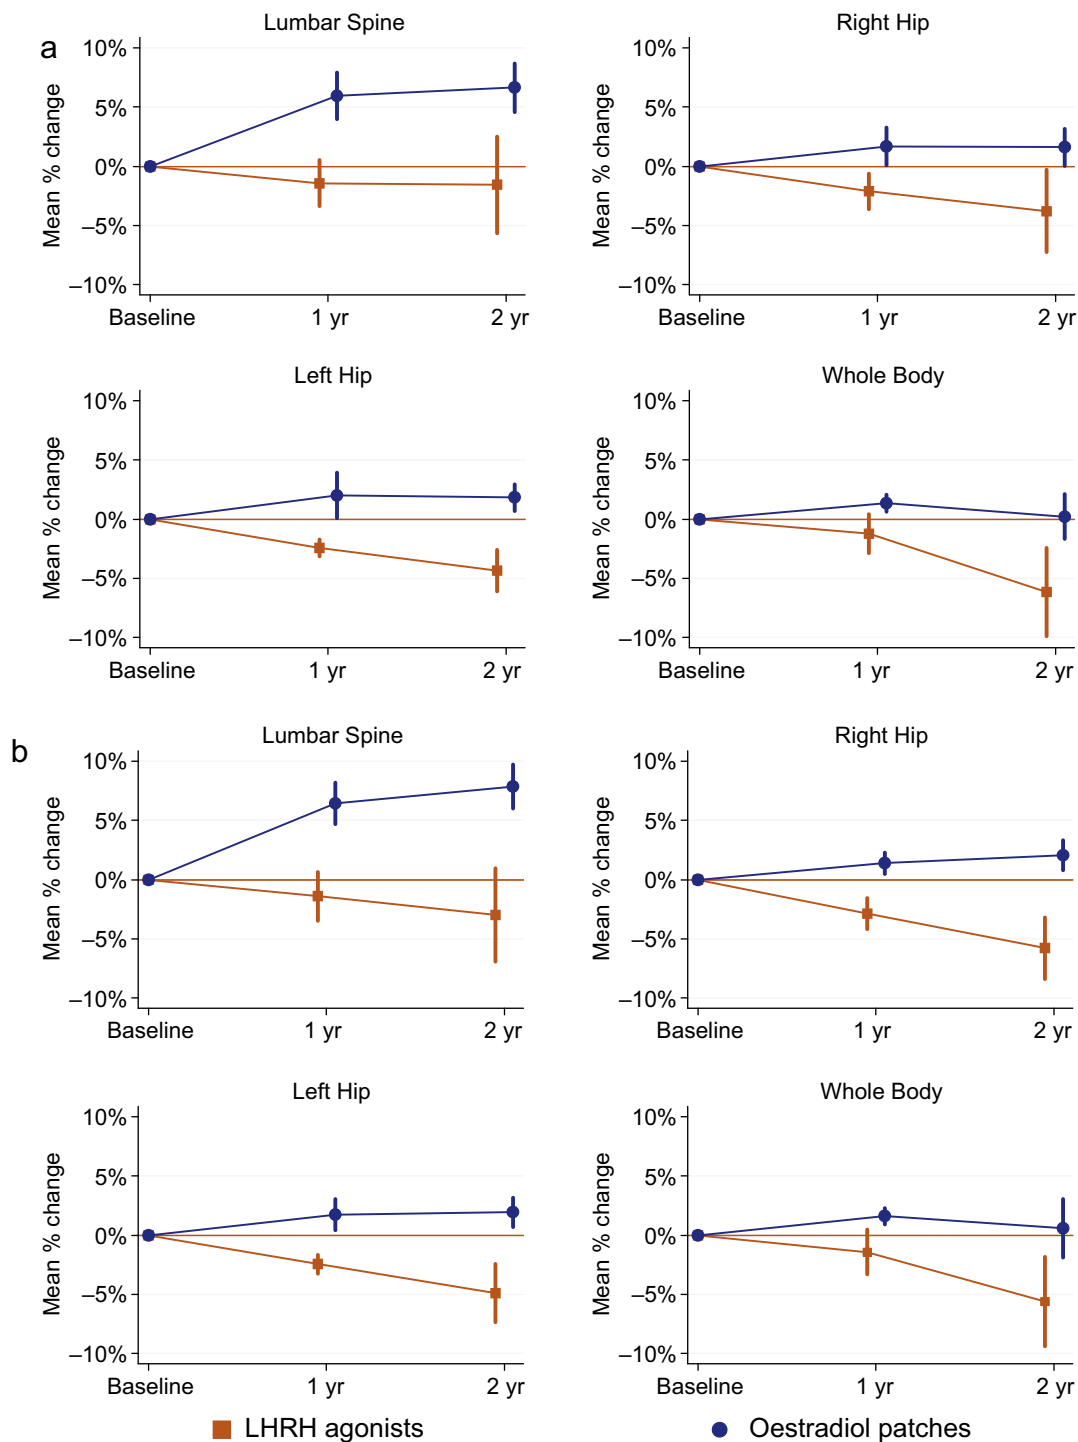 a
Lumbar Spine
Right Hip
Mean % change
10%
5%
0%
–5%
–10%
Baseline 1 yr 2 yr
Mean % change
10%
5%
0%
–5%
–10%
Baseline 1 yr 2 yr
Left Hip
Whole Body
Mean % change
10%
5%
0%
–5%
–10%
Baseline 1 yr 2 yr
Mean % change
10%
5%
0%
–5%
–10%
Baseline 1 yr 2 yr
b
Lumbar Spine
Right Hip
Mean % change
10%
5%
0%
–5%
–10%
Baseline 1 yr 2 yr
Mean % change
10%
5%
0%
–5%
–10%
Baseline 1 yr 2 yr
Left Hip
Whole Body
Mean % change
10%
5%
0%
–5%
–10%
Baseline 1 yr 2 yr
Mean % change
10%
5%
0%
–5%
–10%
Baseline 1 yr 2 yr
LHRH agonists
Oestradiol patches